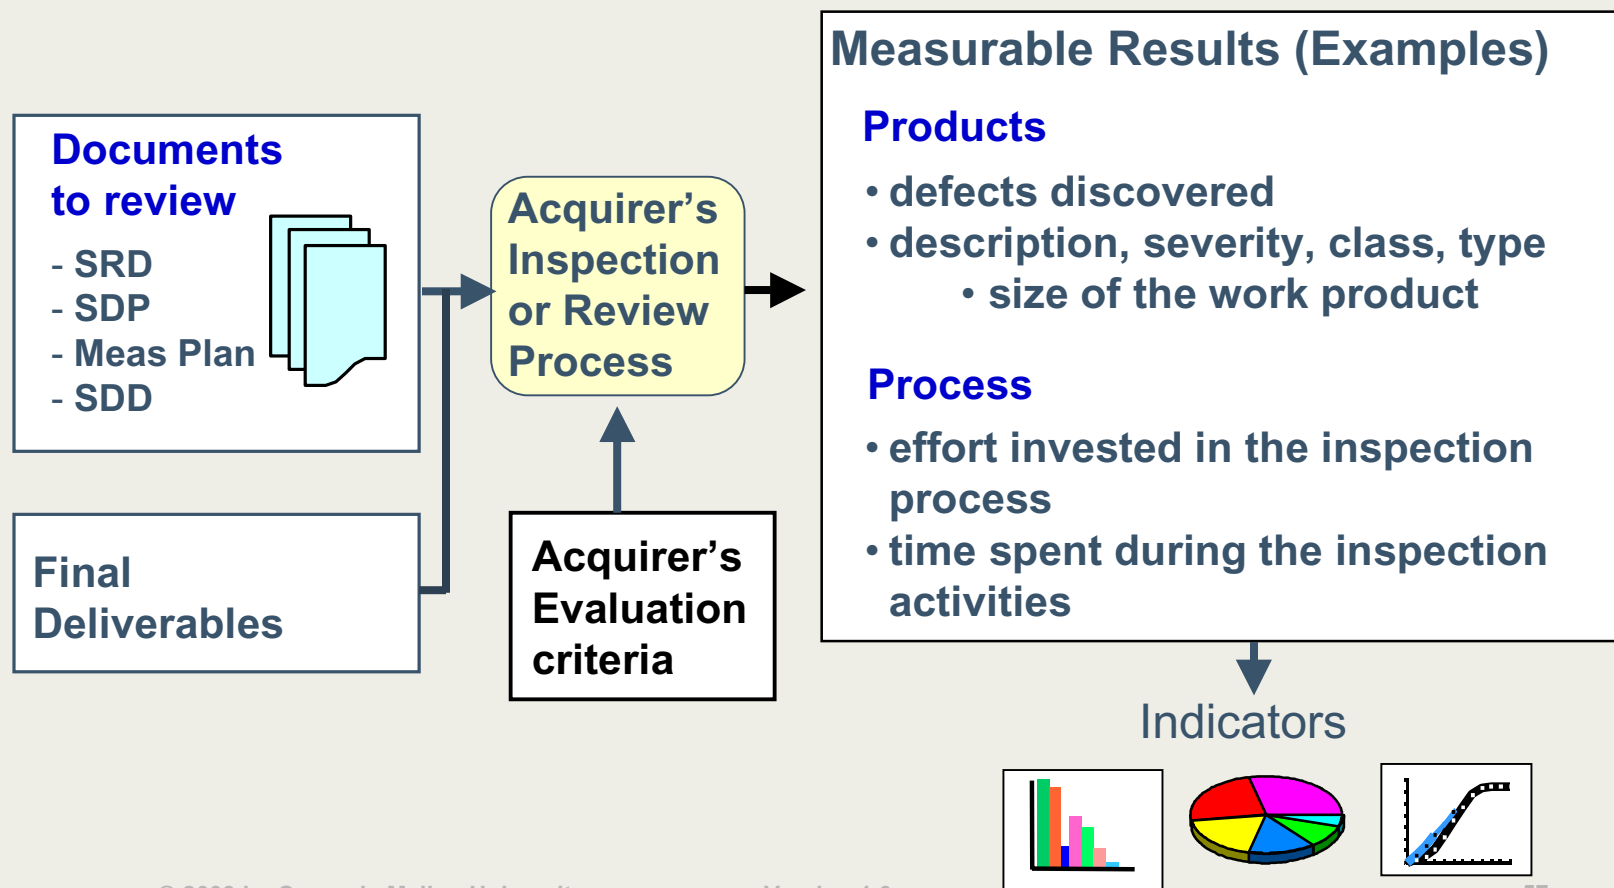 Documents
to review
- SRD
- SDP
- Meas Plan
- SDD
Final
Deliverables
Acquirer’s
Inspection
or Review
Process
Acquirer’s
Evaluation
criteria
Measurable Results (Examples)
Products
• defects discovered
• description, severity, class, type
• size of the work product
Process
• effort invested in the inspection
process
• time spent during the inspection
activities
Indicators